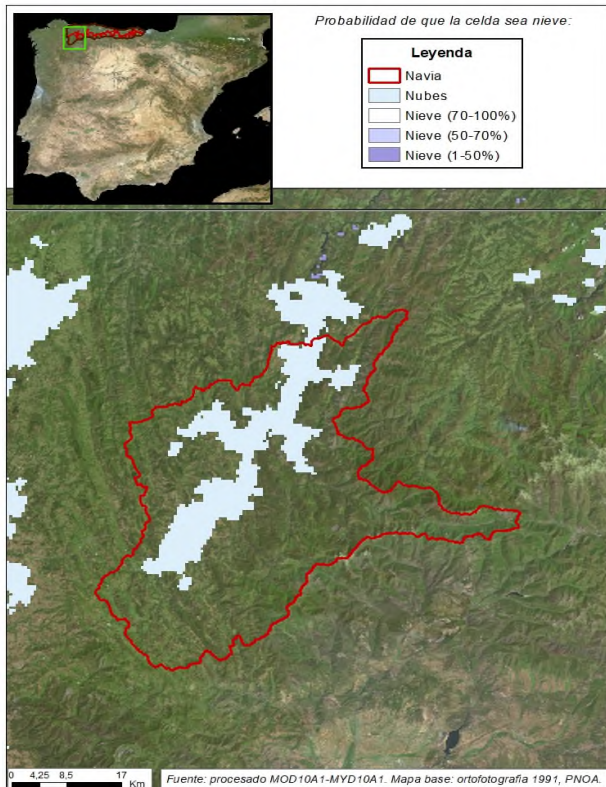 Probabilidad de que la celda sea nieve:
Leyenda
Navia
Nubes
Nieve (70-100%)
Nieve (50-70%)
Nieve (1-50%)
0 4,25 8,5 17
Km
Fuente: procesado MOD10A1-MYD10A1. Mapa base: ortofotografia 1991, PNOA.